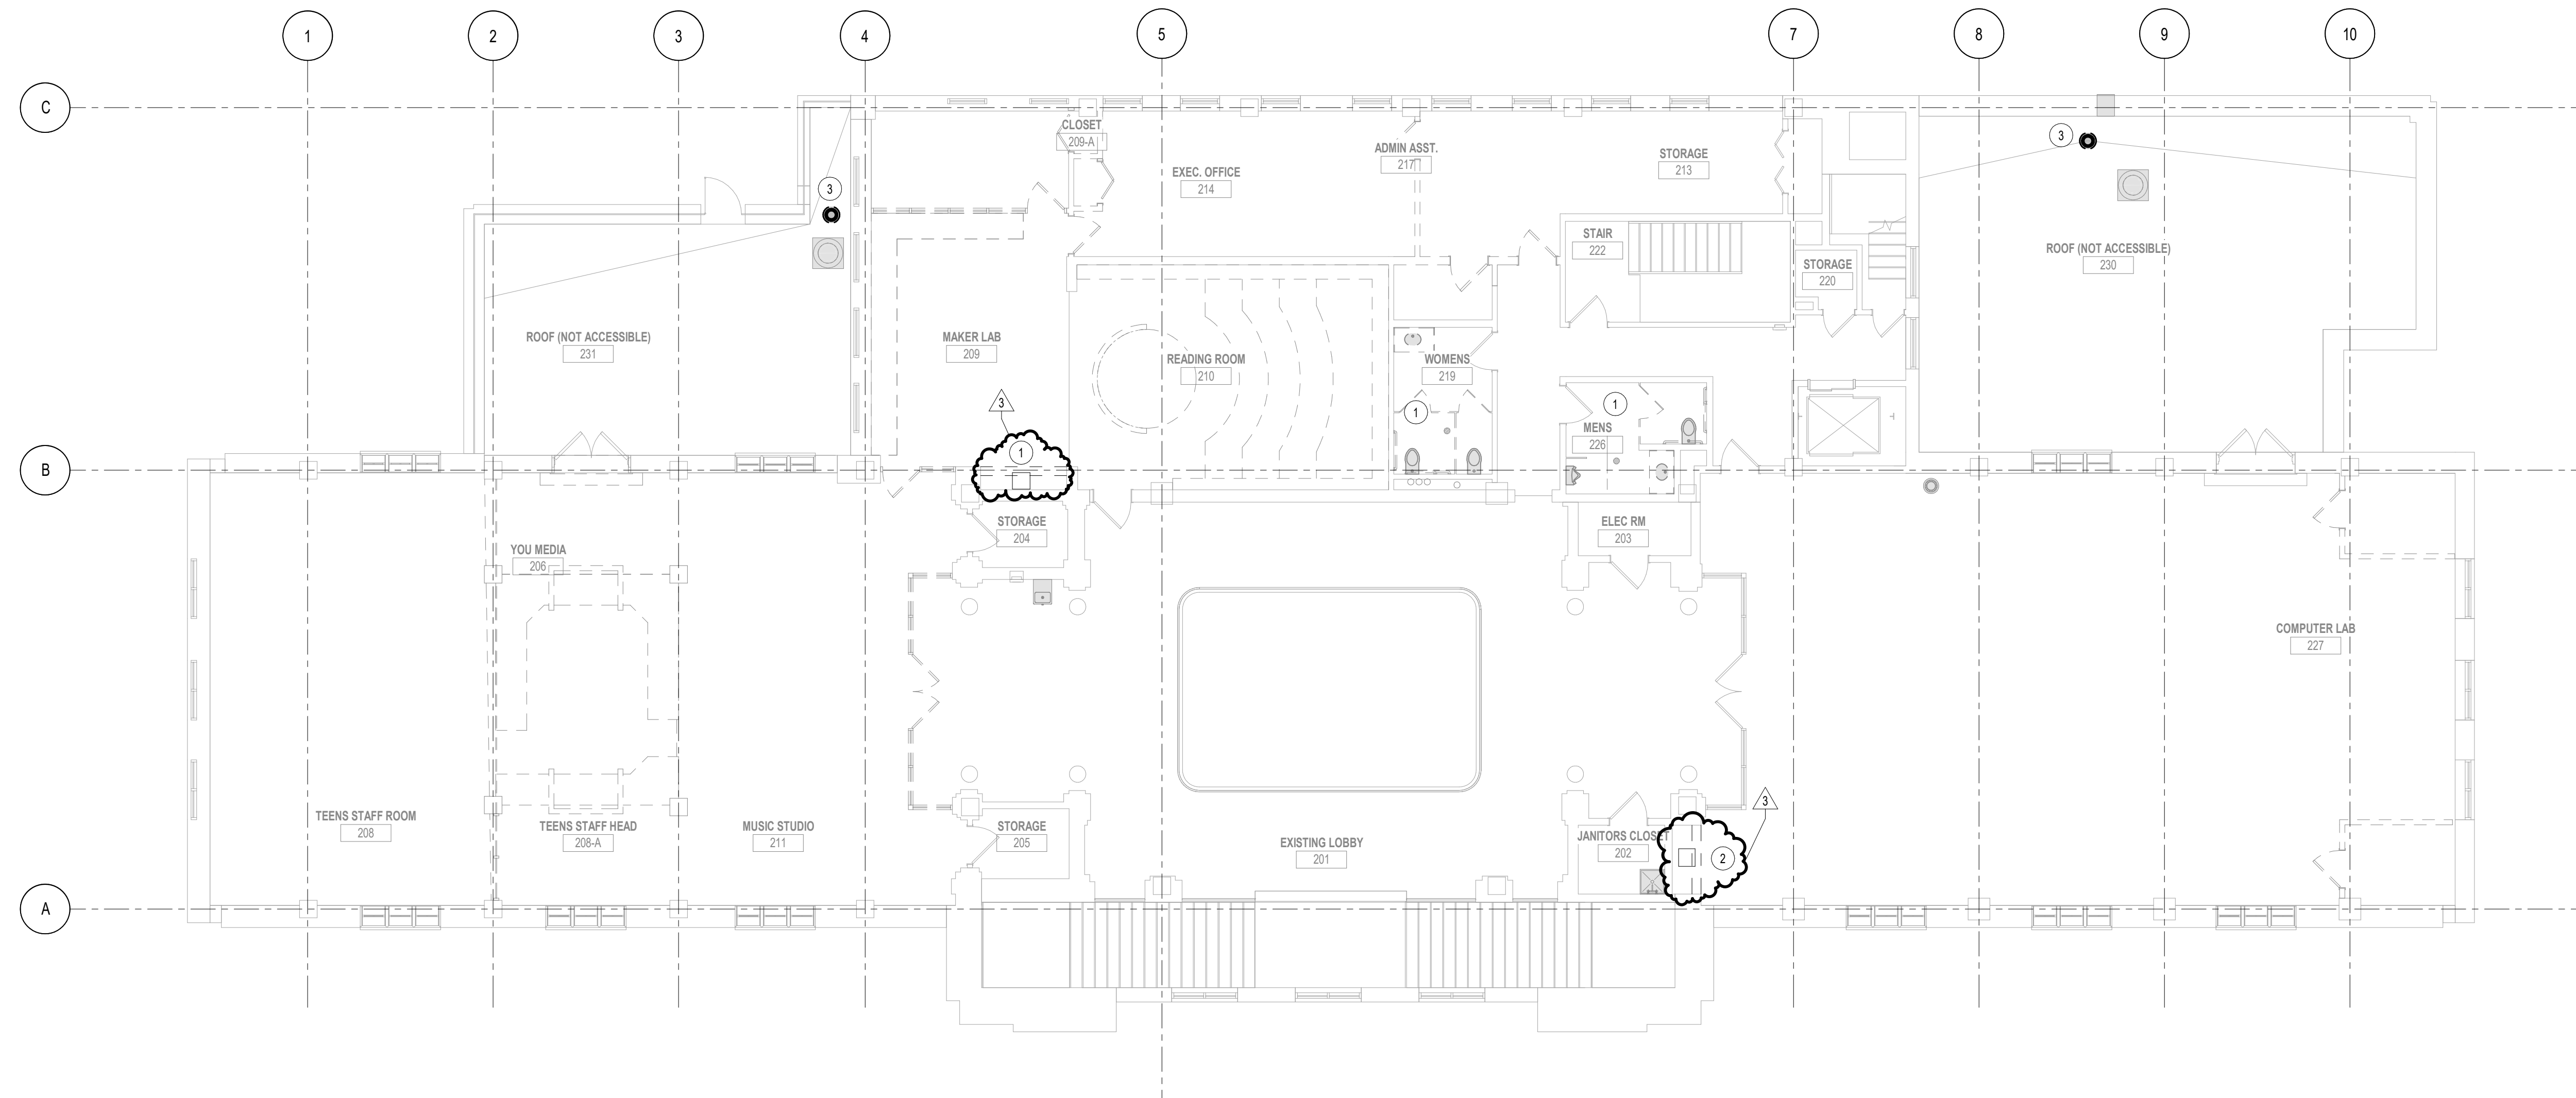 1 2 3 4 5 7 8 9 10
C
CLOSET
209-A
3
ADMIN ASST.
217
STORAGE
213
EXEC. OFFICE
214
3
STAIR
222
ROOF (NOT ACCESSIBLE)
230
STORAGE
220
ROOF (NOT ACCESSIBLE)
231
MAKER LAB
209
READING ROOM
210
WOMENS
219
3
1
1
MENS
226
1
B
STORAGE
204
ELEC RM
203
YOU MEDIA
206
COMPUTER LAB
227
3
TEENS STAFF ROOM
208
TEENS STAFF HEAD
208-A
MUSIC STUDIO
211
STORAGE
205
EXISTING LOBBY
201
JANITORS CLOSET
202
2
A